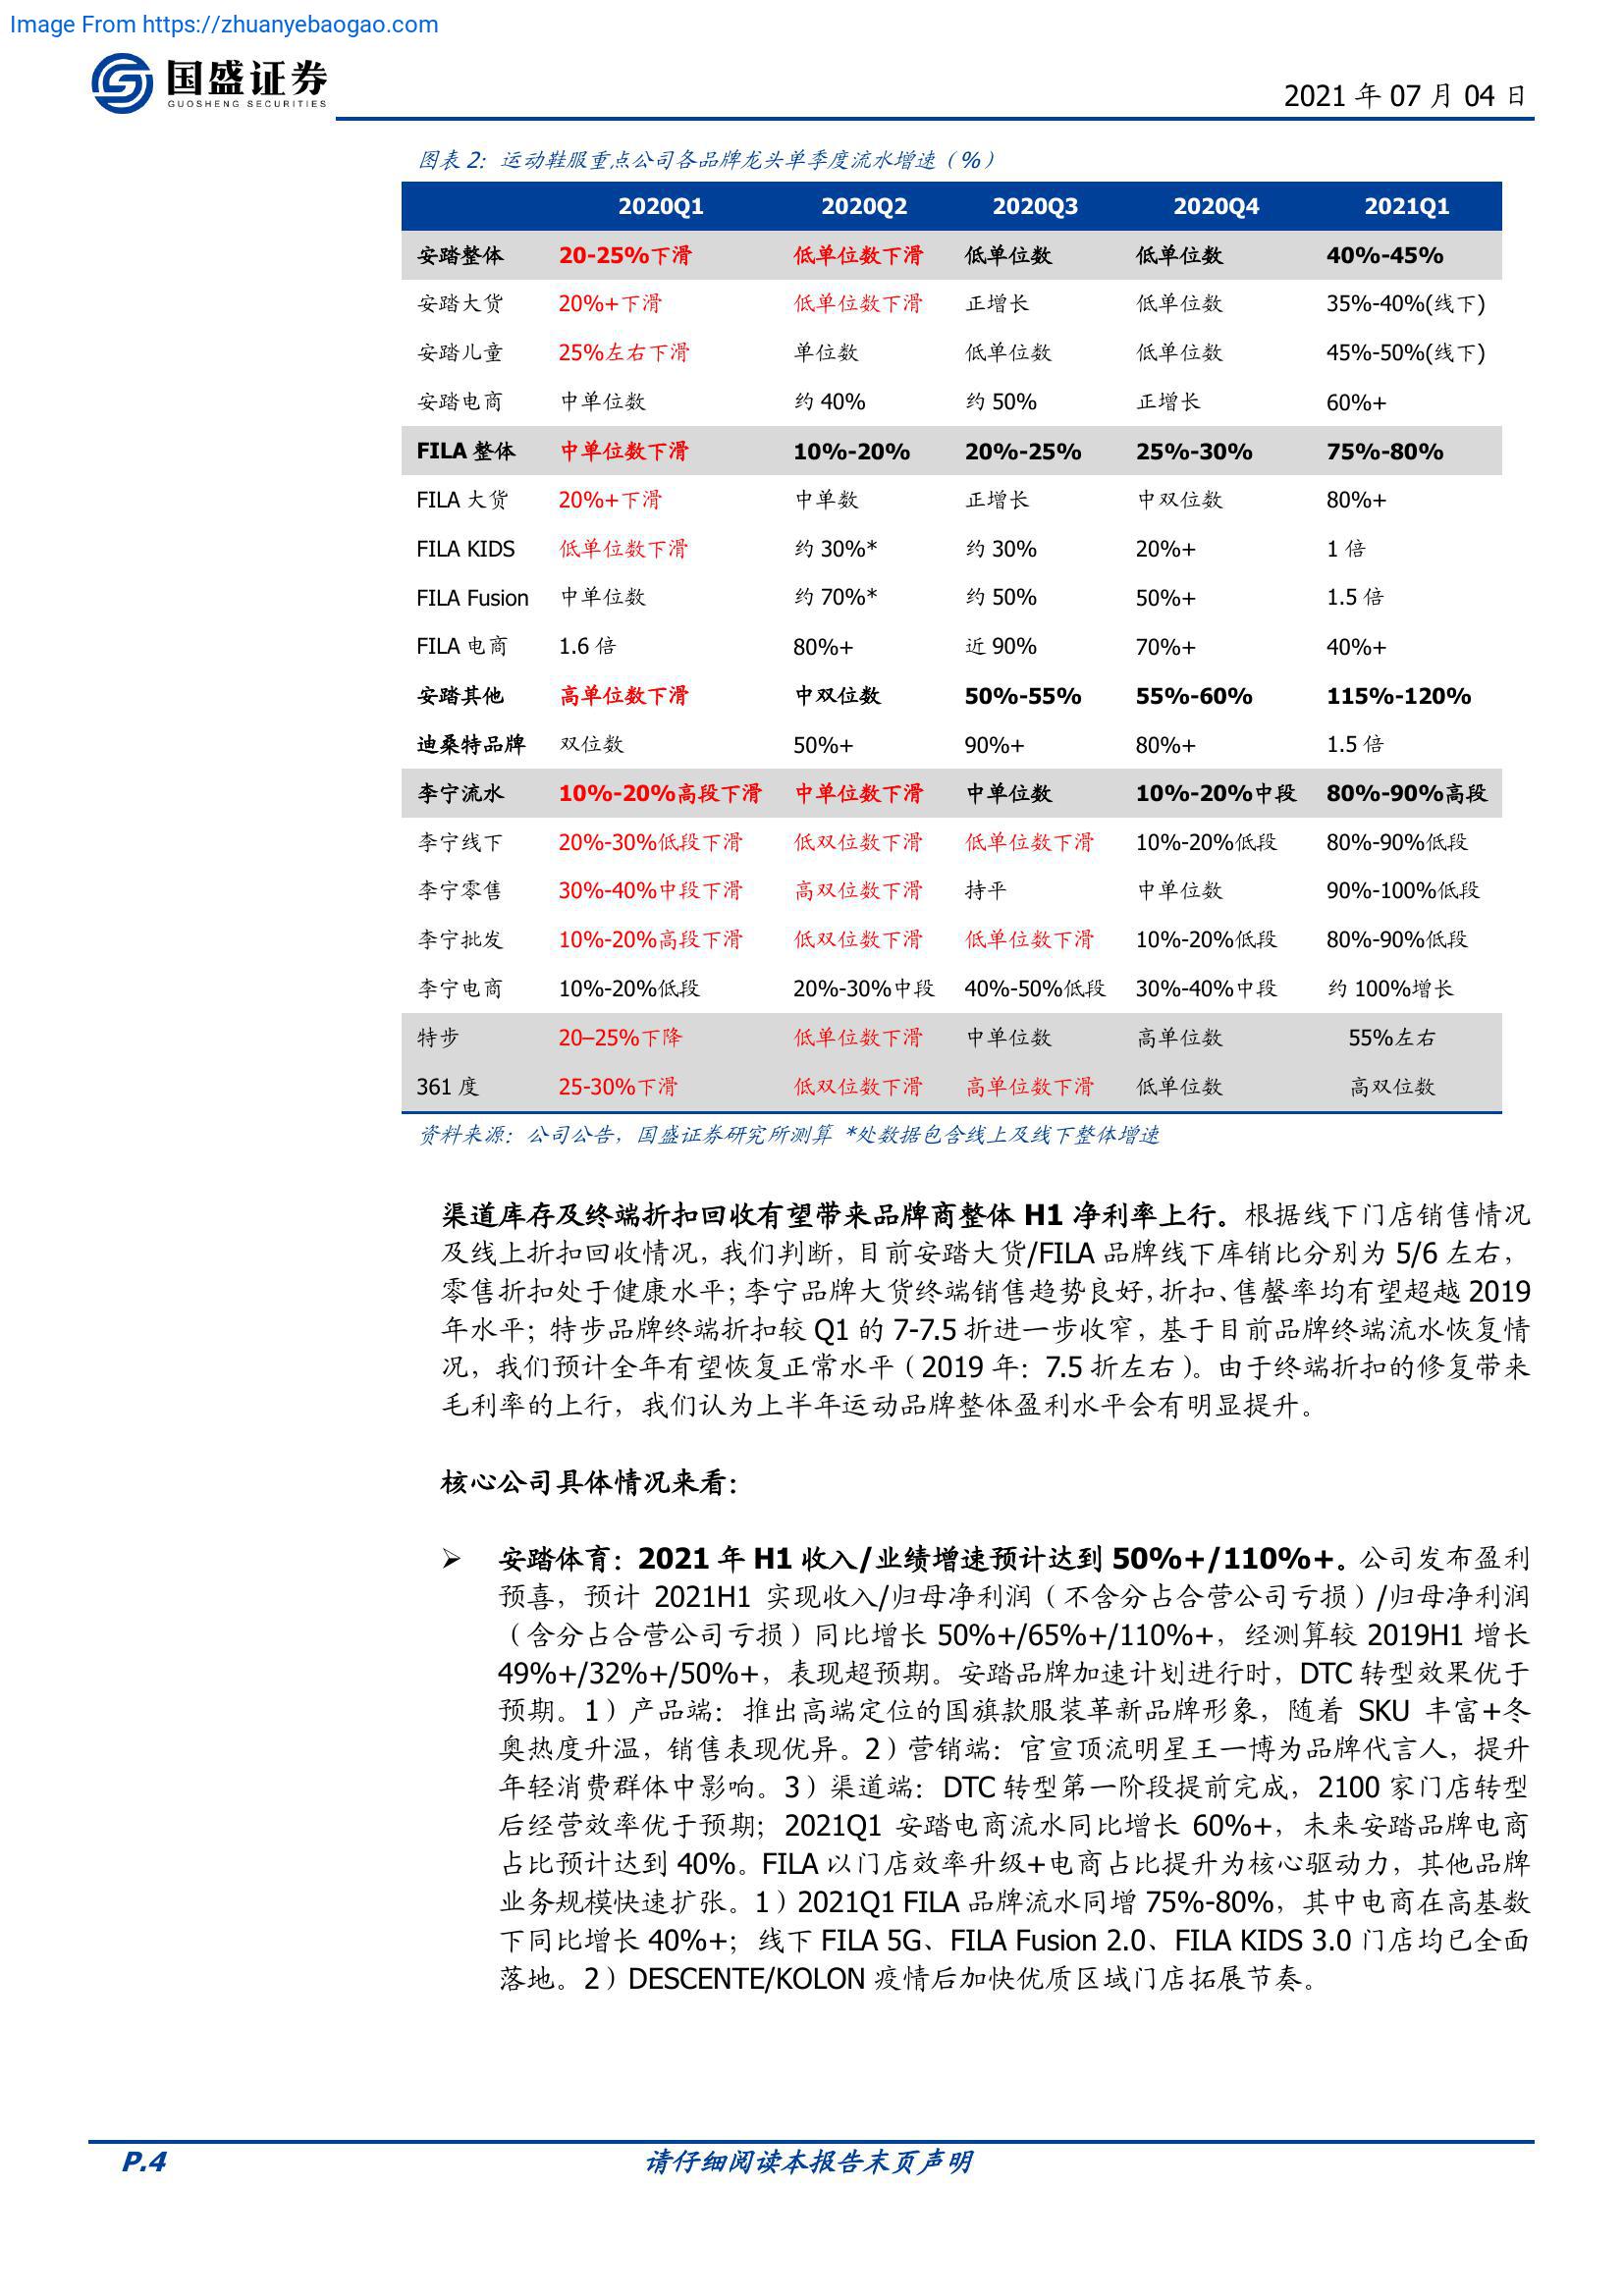 Image From https://zhuanyebaogao.com
国盛证券
GUOSHENG SECURITIES
2021 年 07 月 04 日
图表 2：运动鞋服重点公司各品牌龙头单季度流水增速（%）
2020Q1 2020Q2 2020Q3 2020Q4 2021Q1
安踏整体 20-25%下滑 低单位数下滑 低单位数 低单位数 40%-45%
安踏大货 20%+下滑 低单位数下滑 正增长 低单位数 35%-40%(线下)
安踏儿童 25%左右下滑 单位数 低单位数 低单位数 45%-50%(线下)
安踏电商 中单位数 约 40% 约 50% 正增长 60%+
FILA 整体 中单位数下滑 10%-20% 20%-25% 25%-30% 75%-80%
FILA 大货 20%+下滑 中单数 正增长 中双位数 80%+
FILA KIDS 低单位数下滑 约 30%* 约 30% 20%+ 1 倍
FILA Fusion 中单位数 约 70%* 约 50% 50%+ 1.5 倍
FILA 电商 1.6 倍 80%+ 近 90% 70%+ 40%+
安踏其他 高单位数下滑 中双位数 50%-55% 55%-60% 115%-120%
迪桑特品牌 双位数 50%+ 90%+ 80%+ 1.5 倍
李宁流水 10%-20%高段下滑 中单位数下滑 中单位数 10%-20%中段 80%-90%高段
李宁线下 20%-30%低段下滑 低双位数下滑 低单位数下滑 10%-20%低段 80%-90%低段
李宁零售 30%-40%中段下滑 高双位数下滑 持平 中单位数 90%-100%低段
李宁批发 10%-20%高段下滑 低双位数下滑 低单位数下滑 10%-20%低段 80%-90%低段
李宁电商 10%-20%低段 20%-30%中段 40%-50%低段 30%-40%中段 约 100%增长
特步 20–25%下降 低单位数下滑 中单位数 高单位数 55%左右
361 度 25-30%下滑 低双位数下滑 高单位数下滑 低单位数 高双位数
资料来源：公司公告，国盛证券研究所测算 *处数据包含线上及线下整体增速
渠道库存及终端折扣回收有望带来品牌商整体 H1 净利率上行。根据线下门店销售情况
及线上折扣回收情况，我们判断，目前安踏大货/FILA 品牌线下库销比分别为 5/6 左右，
零售折扣处于健康水平；李宁品牌大货终端销售趋势良好，折扣、售罄率均有望超越 2019
年水平；特步品牌终端折扣较 Q1 的 7-7.5 折进一步收窄，基于目前品牌终端流水恢复情
况，我们预计全年有望恢复正常水平（2019 年：7.5 折左右）。由于终端折扣的修复带来
毛利率的上行，我们认为上半年运动品牌整体盈利水平会有明显提升。
核心公司具体情况来看：
➢ 安踏体育：2021 年 H1 收入/业绩增速预计达到 50%+/110%+。公司发布盈利
预喜，预计 2021H1 实现收入/归母净利润（不含分占合营公司亏损）/归母净利润
（含分占合营公司亏损）同比增长 50%+/65%+/110%+，经测算较 2019H1 增长
49%+/32%+/50%+，表现超预期。安踏品牌加速计划进行时，DTC 转型效果优于
预期。1）产品端：推出高端定位的国旗款服装革新品牌形象，随着 SKU 丰富+冬
奥热度升温，销售表现优异。2）营销端：官宣顶流明星王一博为品牌代言人，提升
年轻消费群体中影响。3）渠道端：DTC 转型第一阶段提前完成，2100 家门店转型
后经营效率优于预期；2021Q1 安踏电商流水同比增长 60%+，未来安踏品牌电商
占比预计达到 40%。FILA 以门店效率升级+电商占比提升为核心驱动力，其他品牌
业务规模快速扩张。1）2021Q1 FILA 品牌流水同增 75%-80%，其中电商在高基数
下同比增长 40%+；线下 FILA 5G、FILA Fusion 2.0、FILA KIDS 3.0 门店均已全面
落地。2）DESCENTE/KOLON 疫情后加快优质区域门店拓展节奏。
P.4
请仔细阅读本报告末页声明